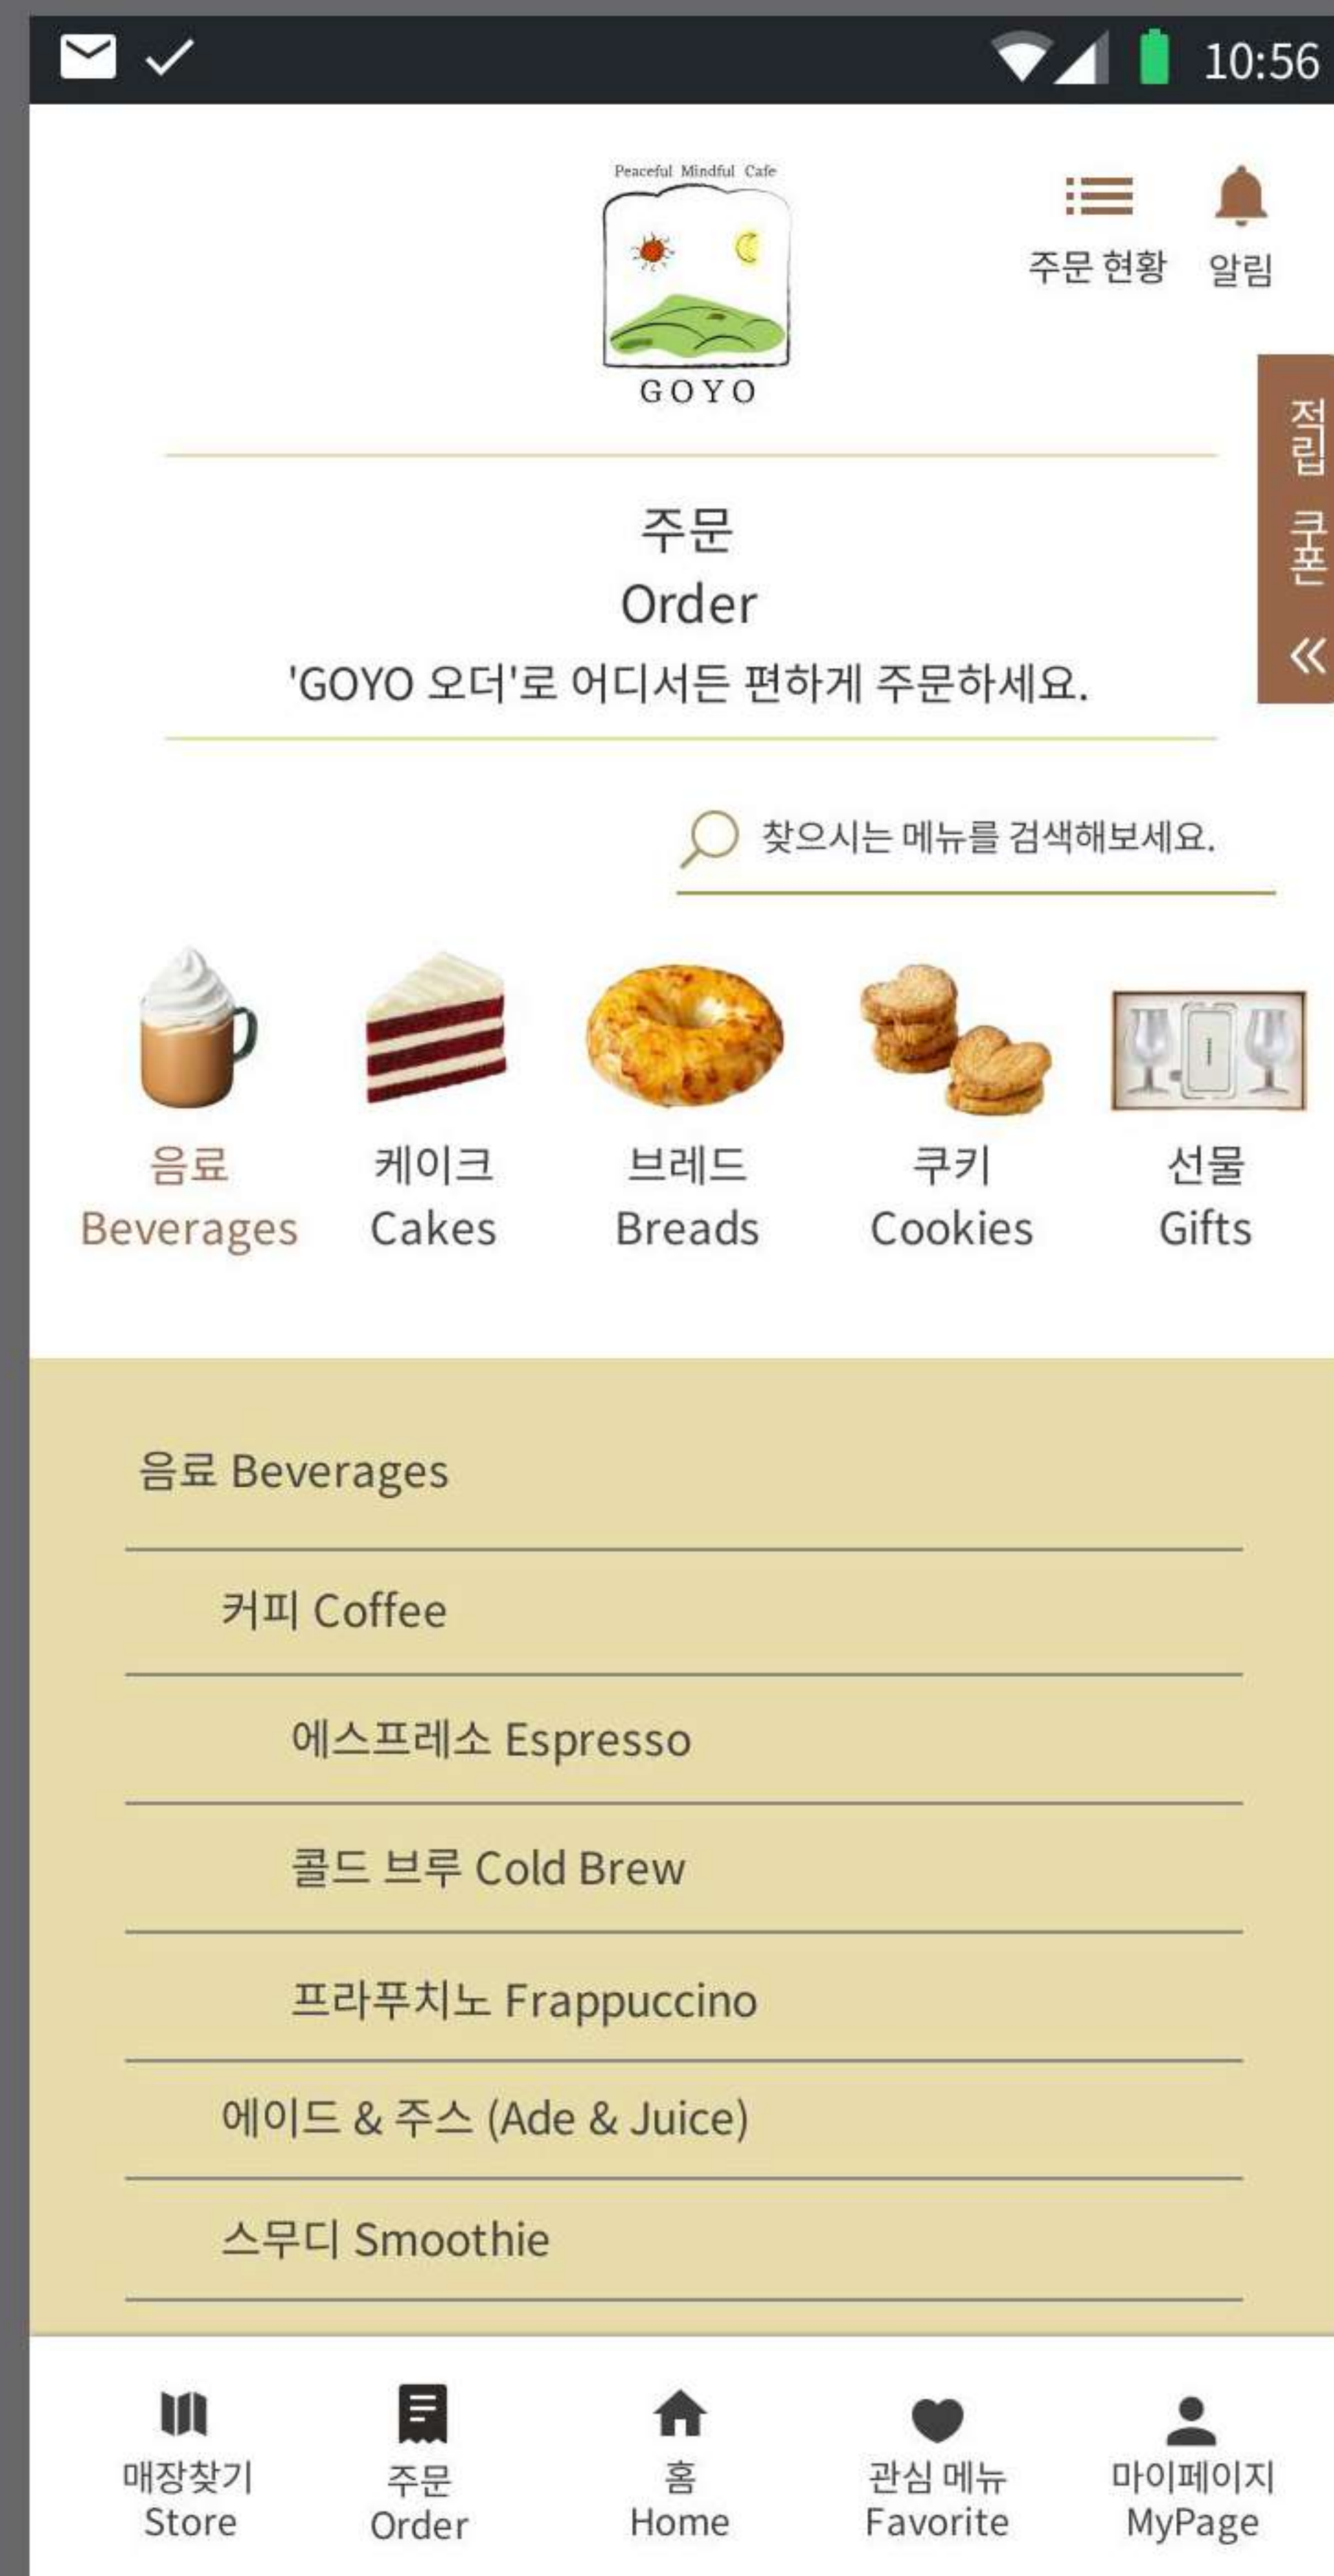 10:56
Peaceful Mindful Cafe
GOYO
주문 현황
알림
적립 쿠폰
주문
Order
'GOYO 오더'로 어디서든 편하게 주문하세요.
찾으시는 메뉴를 검색해보세요.
음료
Beverages
케이크
Cakes
브레드
Breads
쿠키
Cookies
선물
Gifts
음료 Beverages
커피 Coffee
에스프레소 Espresso
콜드 브루 Cold Brew
프라푸치노 Frappuccino
에이드 & 주스 (Ade & Juice)
스무디 Smoothie
매장찾기
Store
주문
Order
홈
Home
관심 메뉴
Favorite
마이페이지
MyPage